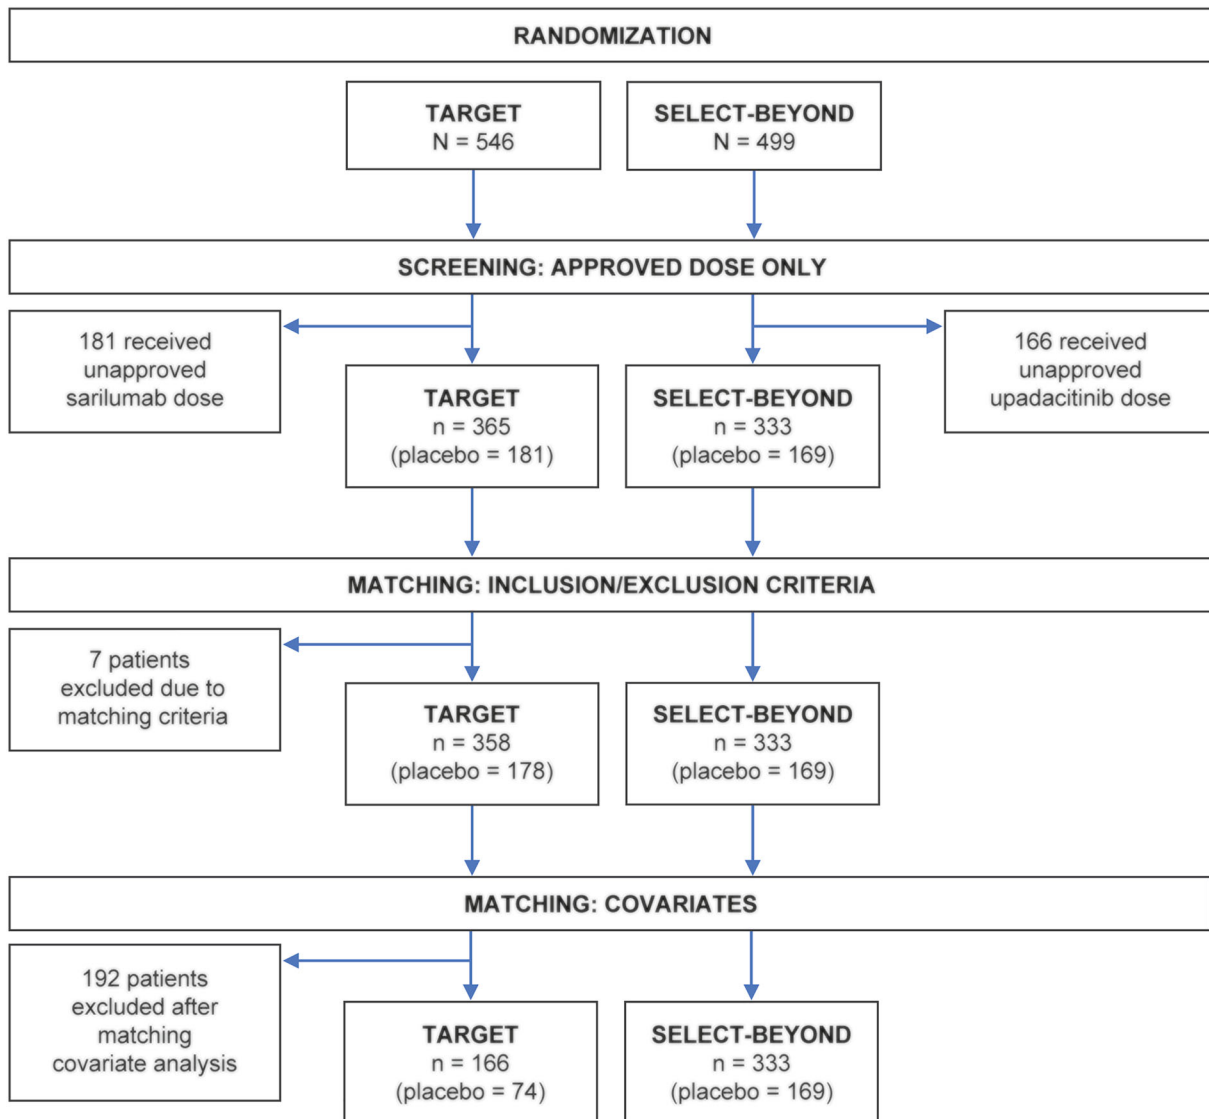 RANDOMIZATION
TARGET
N = 546
SELECT-BEYOND
N = 499
SCREENING: APPROVED DOSE ONLY
181 received
unapproved
sarilumab dose
TARGET
n = 365
(placebo = 181)
SELECT-BEYOND
n = 333
(placebo = 169)
166 received
unapproved
upadacitinib dose
MATCHING: INCLUSION/EXCLUSION CRITERIA
7 patients
excluded due to
matching criteria
TARGET
n = 358
(placebo = 178)
SELECT-BEYOND
n = 333
(placebo = 169)
MATCHING: COVARIATES
192 patients
excluded after
matching
covariate analysis
TARGET
n = 166
(placebo = 74)
SELECT-BEYOND
n = 333
(placebo = 169)